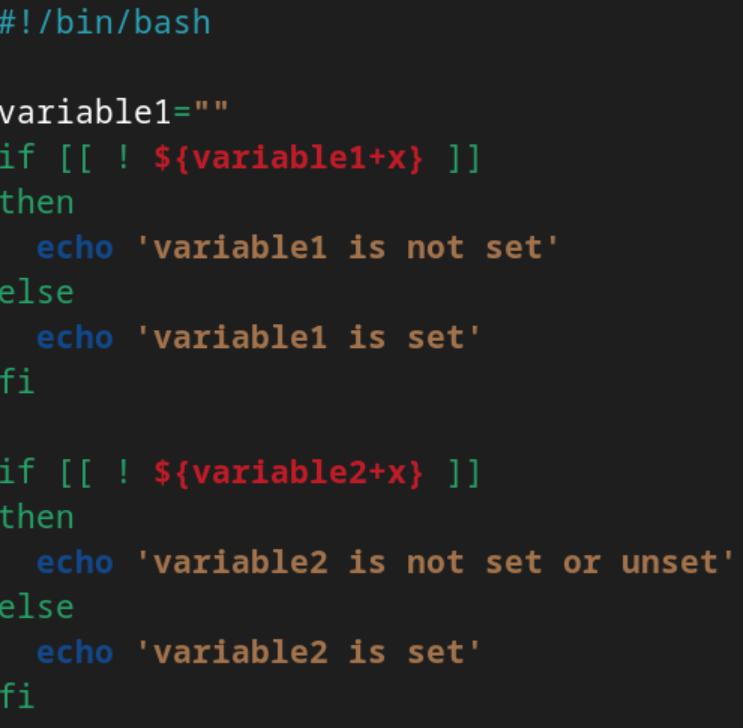 #!/bin/bash

variable1=""
if [[ ! ${variable1+x} ]]
then
  echo 'variable1 is not set'
else
  echo 'variable1 is set'
fi

if [[ ! ${variable2+x} ]]
then
  echo 'variable2 is not set or unset'
else
  echo 'variable2 is set'
fi